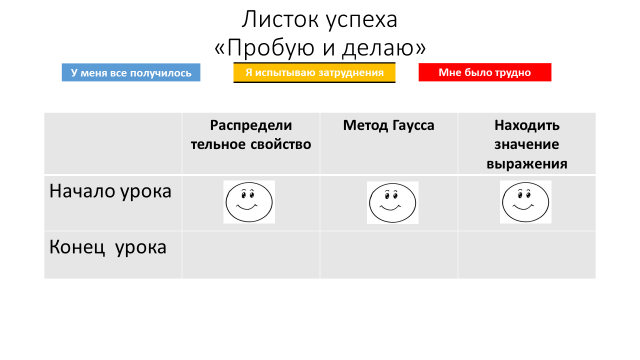 Листок успеха
«Пробую и делаю»
У меня все получилось
Я испытываю затруднения
Мне было трудно
Распредели
тельное свойство
Метод Гаусса
Находить
значение
выражения
Начало урока
Конец  урока